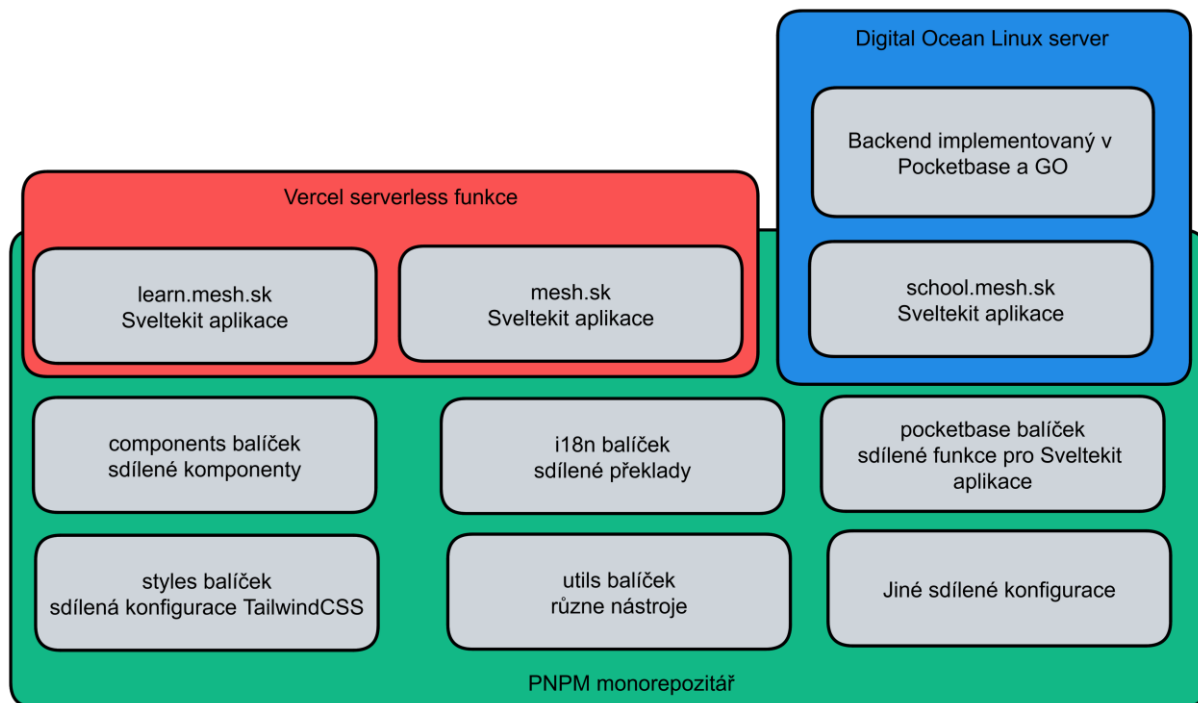 Digital Ocean Linux server
Backend implementovaný v
Pocketbase a GO
Vercel serverless funkce
learn.mesh.sk
Sveltekit aplikace
mesh.sk
Sveltekit aplikace
school.mesh.sk
Sveltekit aplikace
components balíček
sdílené komponenty
i18n balíček
sdílené překlady
pocketbase balíček
sdílené funkce pro Sveltekit
aplikace
styles balíček
sdílená konfigurace TailwindCSS
utils balíček
různe nástroje
Jiné sdílené konfigurace
PNPM monorepozitář